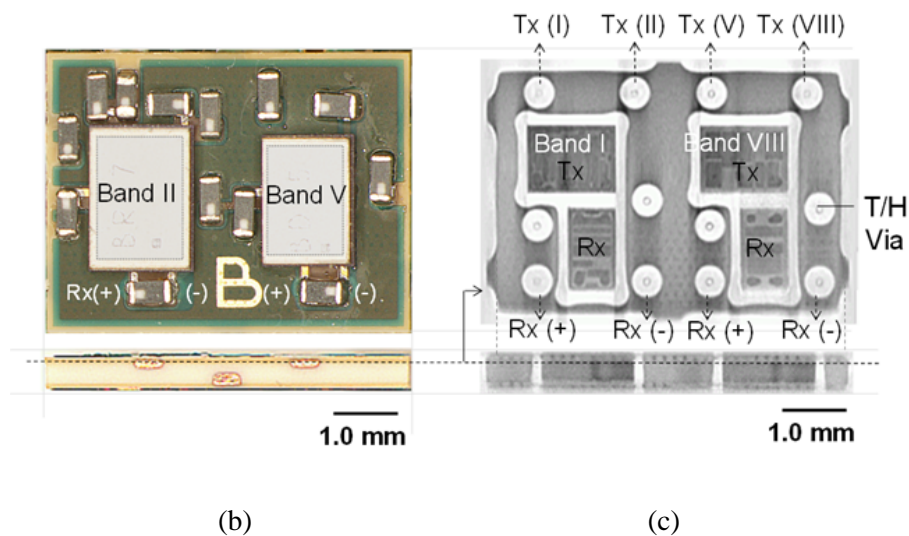 Tx (I) Tx (II) Tx (V) Tx (VIII)
Band I Band VIII
Tx Tx
Band II Band V
T/H
Via
Rx Rx
Rx(+) (-) B (+) (-)
Rx (+) Rx (-) Rx (+) Rx (-)
1.0 mm 1.0 mm
(b) (c)